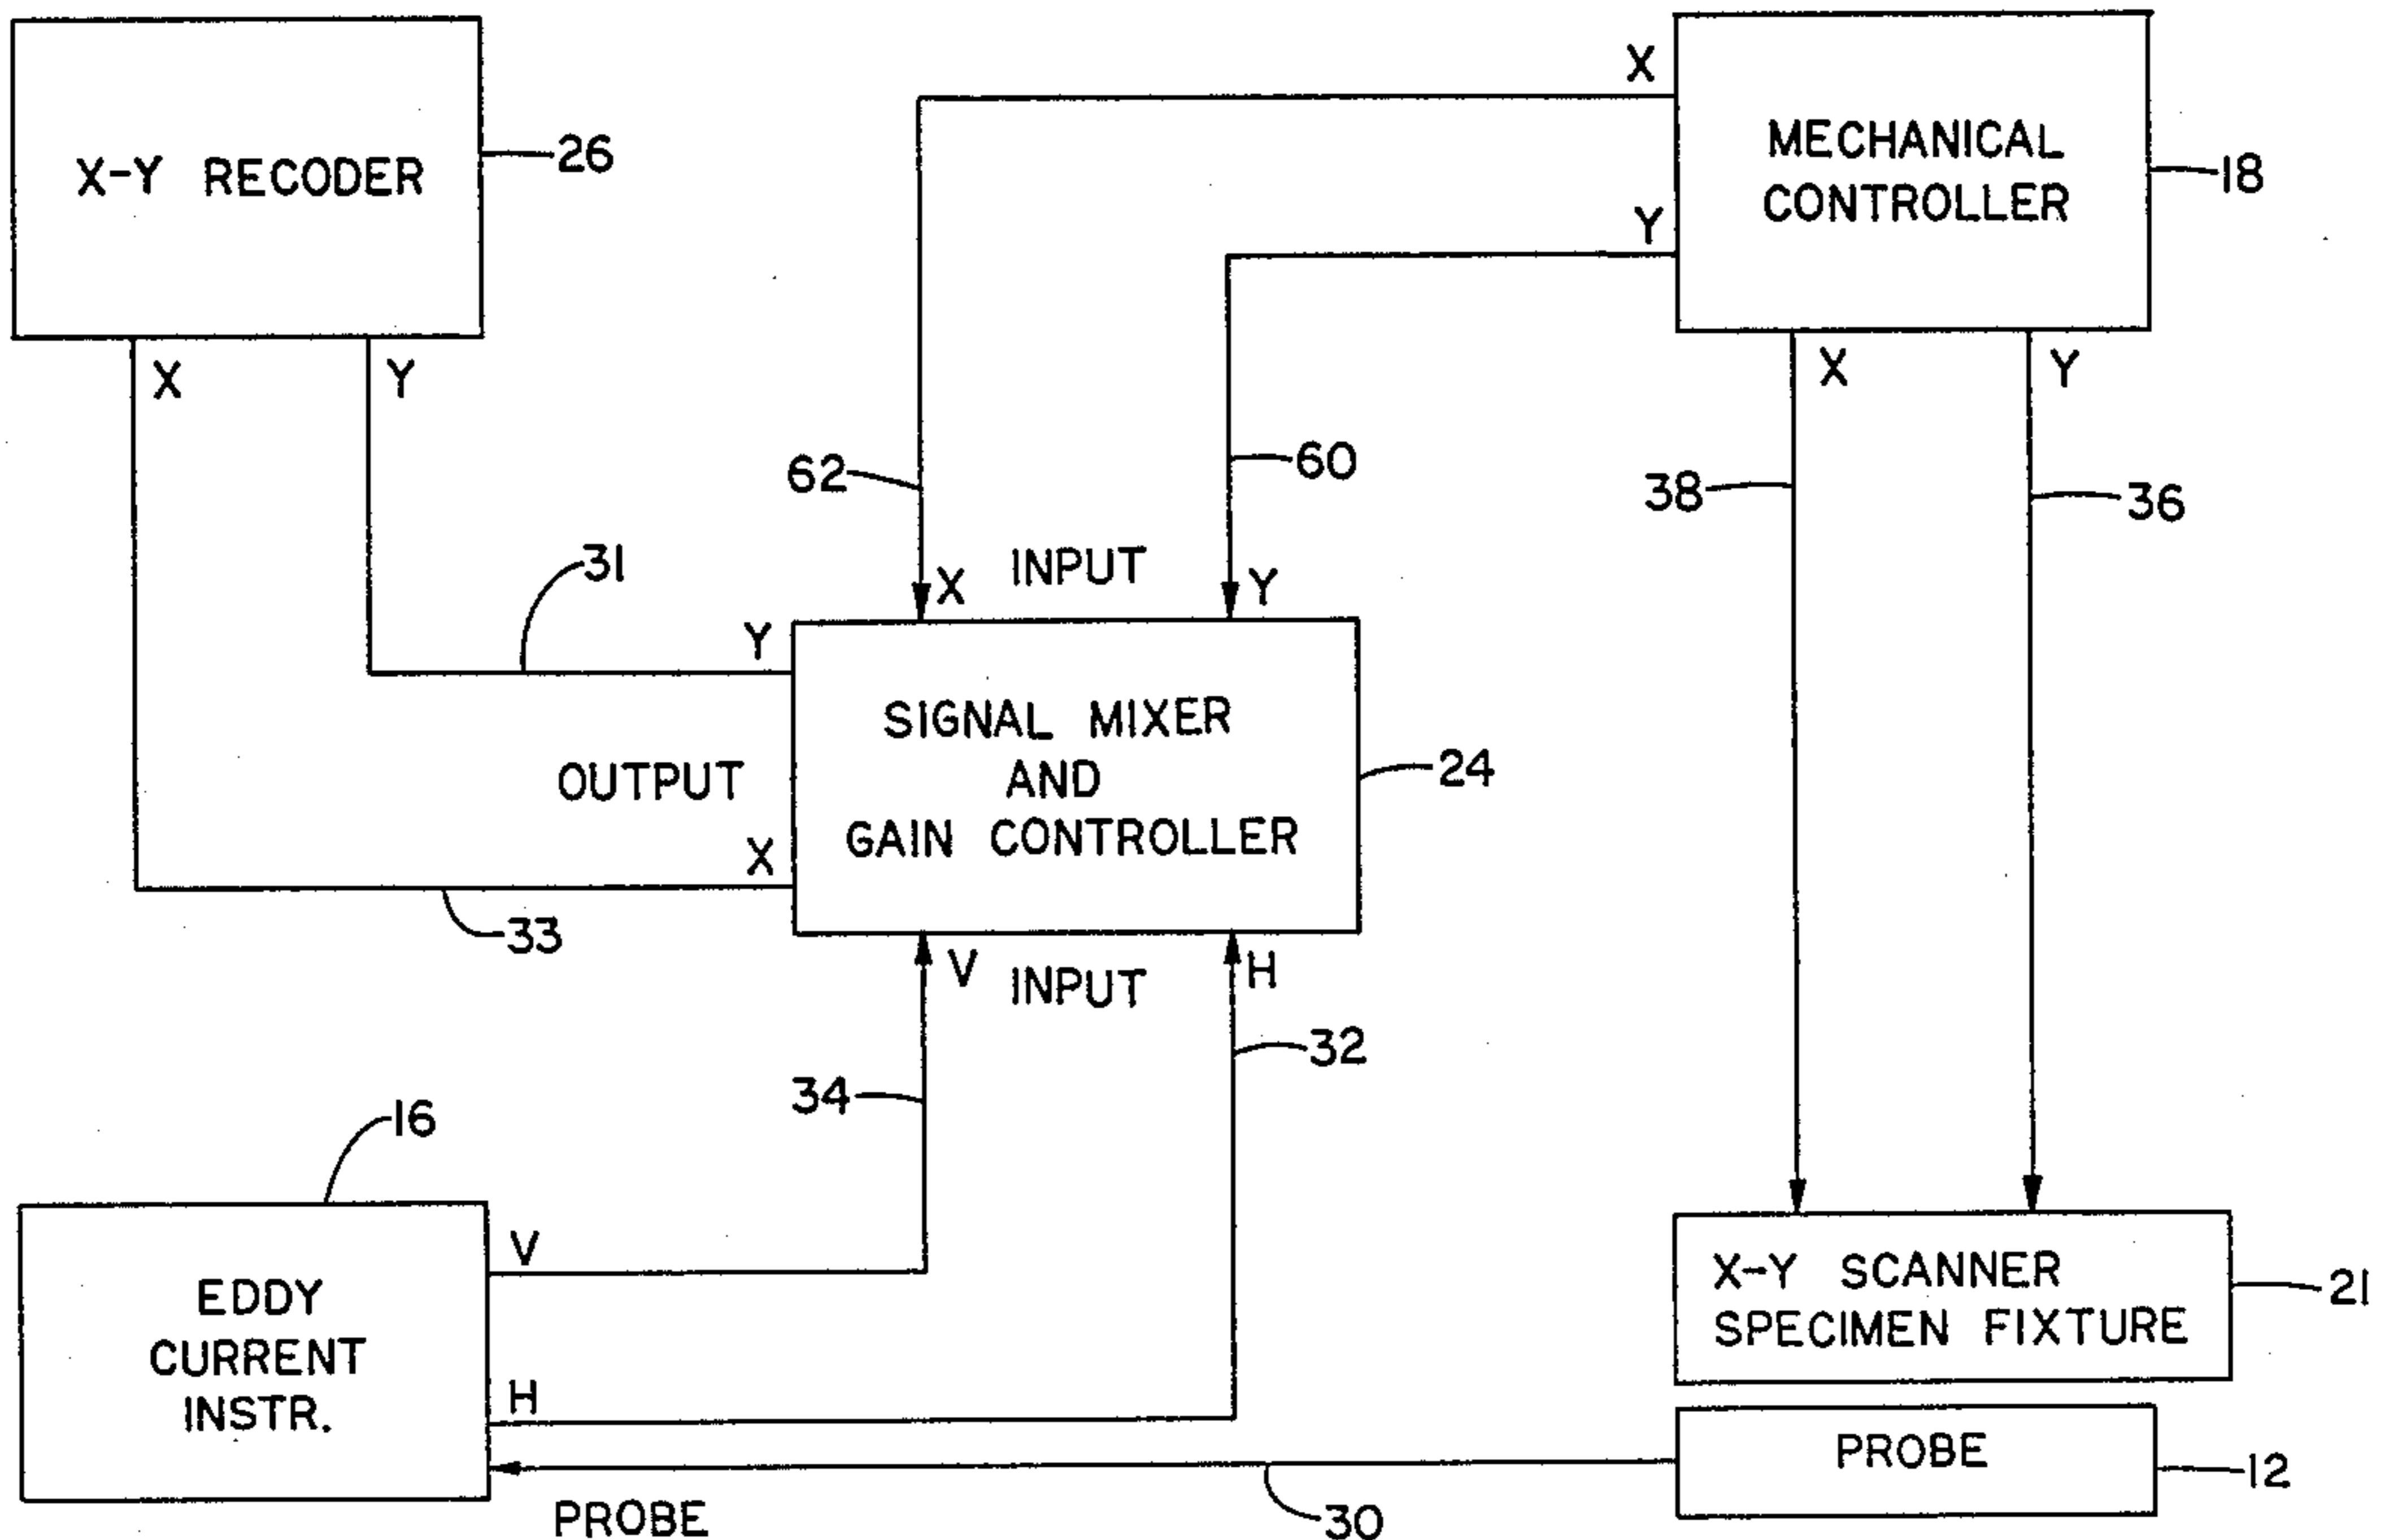 X-Y RECODER
26
X
Y
MECHANICAL
CONTROLLER
18
X
Y
X
Y
62
60
38
36
31
X
INPUT
Y
Y
SIGNAL MIXER
AND
GAIN CONTROLLER
24
OUTPUT
X
33
V
INPUT
H
34
32
16
EDDY
CURRENT
INSTR.
V
H
X-Y SCANNER
SPECIMEN FIXTURE
21
PROBE
12
PROBE
30